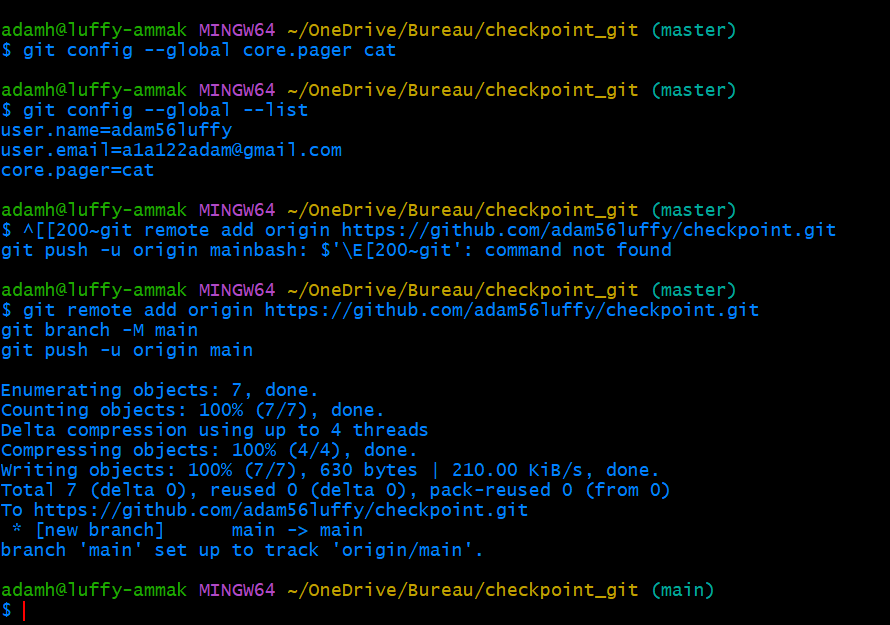 adamh@luffy-ammak MINGW64 ~/OneDrive/Bureau/checkpoint_git (master)
$ git config --global core.pager cat
adamh@luffy-ammak MINGW64 ~/OneDrive/Bureau/checkpoint_git (master)
$ git config --global --list
user.name=adam56luffy
user.email=a1a122adam@gmail.com
core.pager=cat
adamh@luffy-ammak MINGW64 ~/OneDrive/Bureau/checkpoint_git (master)
$ ^[[200~git remote add origin https://github.com/adam56luffy/checkpoint.git
git push -u origin mainbash: $'\E[200~git': command not found
adamh@luffy-ammak MINGW64 ~/OneDrive/Bureau/checkpoint_git (master)
$ git remote add origin https://github.com/adam56luffy/checkpoint.git
git branch -M main
git push -u origin main
Enumerating objects: 7, done.
Counting objects: 100% (7/7), done.
Delta compression using up to 4 threads
Compressing objects: 100% (4/4), done.
Writing objects: 100% (7/7), 630 bytes | 210.00 KiB/s, done.
Total 7 (delta 0), reused 0 (delta 0), pack-reused 0 (from 0)
To https://github.com/adam56luffy/checkpoint.git
 * [new branch]      main -> main
branch 'main' set up to track 'origin/main'.
adamh@luffy-ammak MINGW64 ~/OneDrive/Bureau/checkpoint_git (main)
$